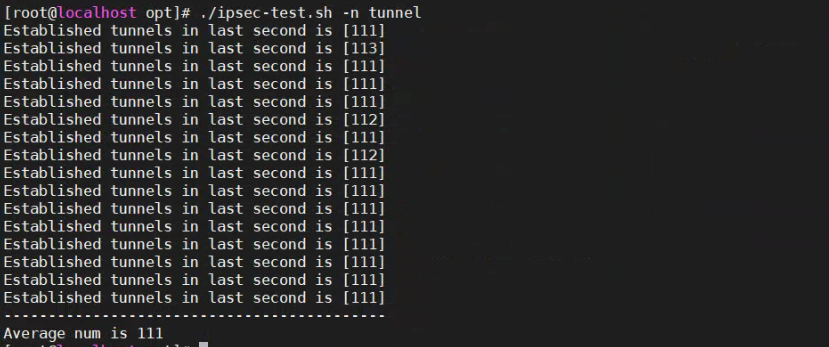 [root@localhost opt]# ./ipsec-test.sh -n tunnel
Established tunnels in last second is [111]
Established tunnels in last second is [113]
Established tunnels in last second is [111]
Established tunnels in last second is [111]
Established tunnels in last second is [111]
Established tunnels in last second is [112]
Established tunnels in last second is [111]
Established tunnels in last second is [112]
Established tunnels in last second is [111]
Established tunnels in last second is [111]
Established tunnels in last second is [111]
Established tunnels in last second is [111]
Established tunnels in last second is [111]
Established tunnels in last second is [111]
Established tunnels in last second is [111]
Established tunnels in last second is [111]
-------------------------------------------
Average num is 111